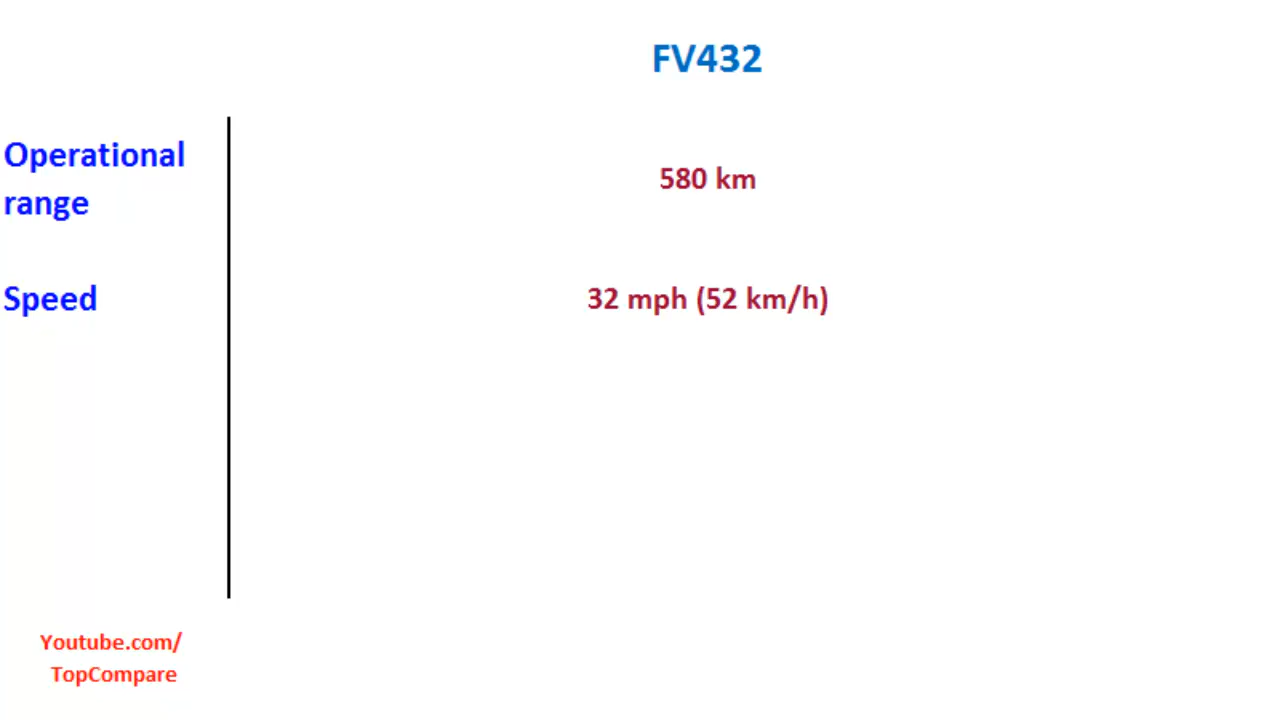 FV432
Operational
range
580 km
Speed
32 mph (52 km/h)
Youtube.com/
TopCompare